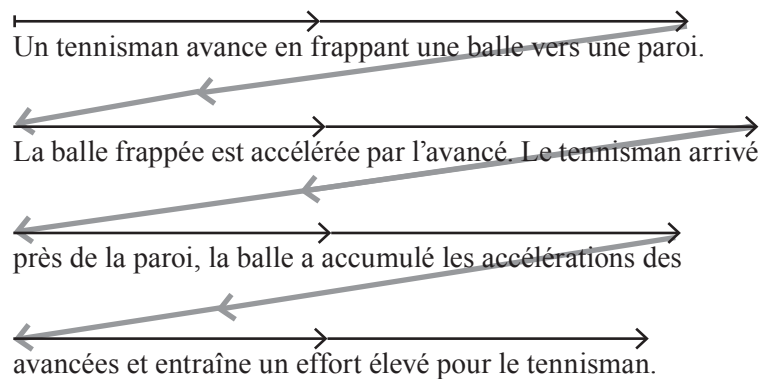 Un tennisman avance en frappant une balle vers une paroi.
La balle frappée est accélérée par l'avancé. Le tennisman arrivé
près de la paroi, la balle a accumulé les accélérations des
avancées et entraîne un effort élevé pour le tennisman.